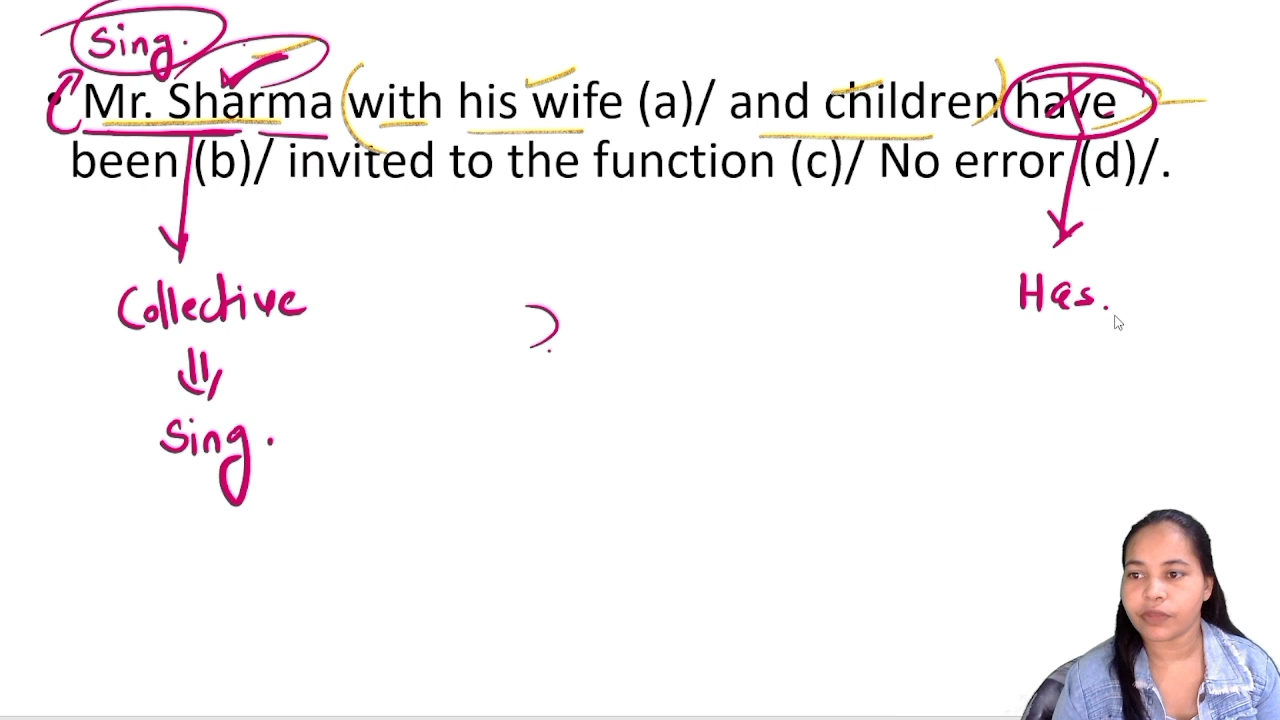 Sing.
• Mr. Sharma with his wife (a)/ and children have
been (b)/ invited to the function (c)/ No error (d)/.
Collective
Has.
?
Sing.